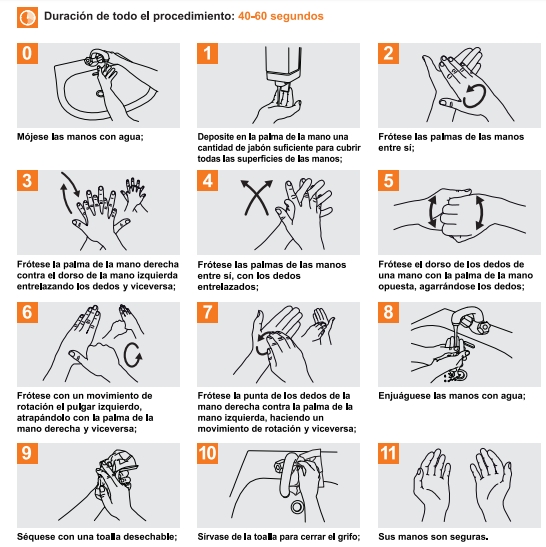 Duración de todo el procedimiento: 40-60 segundos
0
Mójese las manos con agua;
1
Deposite en la palma de la mano una
cantidad de jabón suficiente para cubrir
todas las superficies de las manos;
2
Frótese las palmas de las manos
entre sí;
3
Frótese la palma de la mano derecha
contra el dorso de la mano izquierda
entrelazando los dedos y viceversa;
4
Frótese las palmas de las manos
entre sí, con los dedos
entrelazados;
5
Frótese el dorso de los dedos de
una mano con la palma de la mano
opuesta, agarrándose los dedos;
6
Frótese con un movimiento de
rotación el pulgar izquierdo,
atrapándolo con la palma de la
mano derecha y viceversa;
7
Frótese la punta de los dedos de la
mano derecha contra la palma de la
mano izquierda, haciendo un
movimiento de rotación y viceversa;
8
Enjuáguese las manos con agua;
9
Séquese con una toalla desechable;
10
Sírvase de la toalla para cerrar el grifo;
11
Sus manos son seguras.